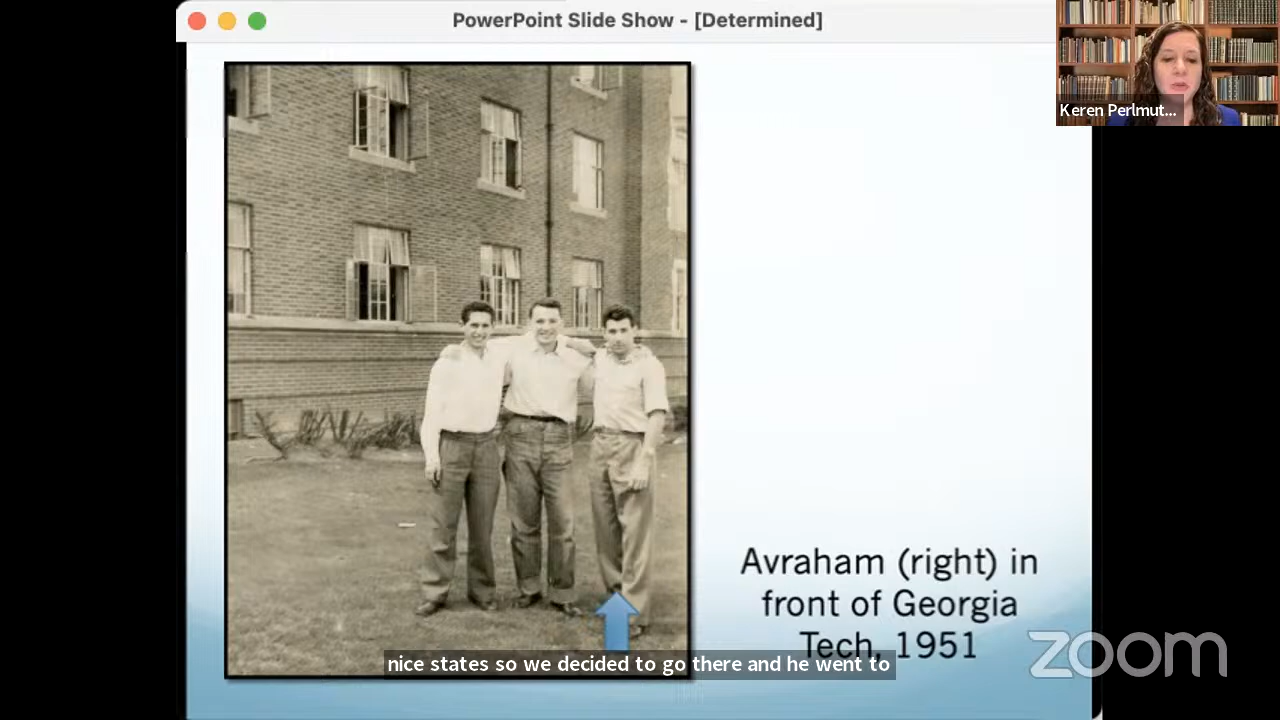 PowerPoint Slide Show - [Determined]
Keren Perlmut...
Avraham (right) in
front of Georgia
Tech, 1951
nice states so we decided to go there and he went to
zoom